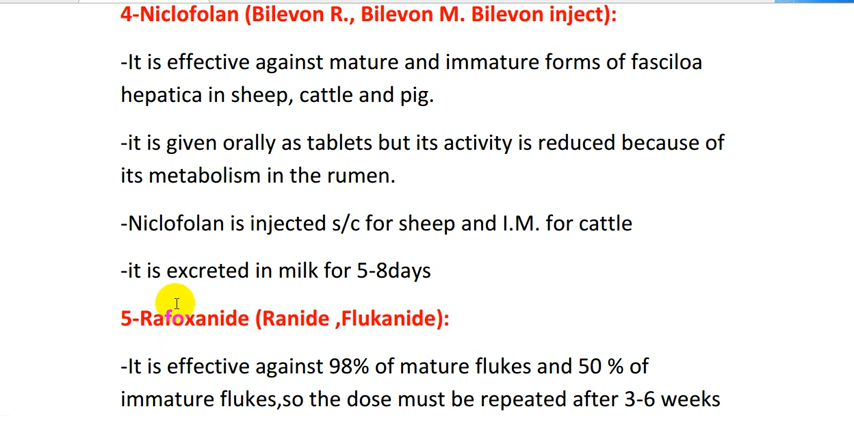 4-Niclofolan (Bilevon R., Bilevon M. Bilevon inject):
-It is effective against mature and immature forms of fasciloa
hepatica in sheep, cattle and pig.
-it is given orally as tablets but its activity is reduced because of
its metabolism in the rumen.
-Niclofolan is injected s/c for sheep and I.M. for cattle
-it is excreted in milk for 5-8days
5-Rafoxanide (Ranide ,Flukanide):
-It is effective against 98% of mature flukes and 50 % of
immature flukes,so the dose must be repeated after 3-6 weeks